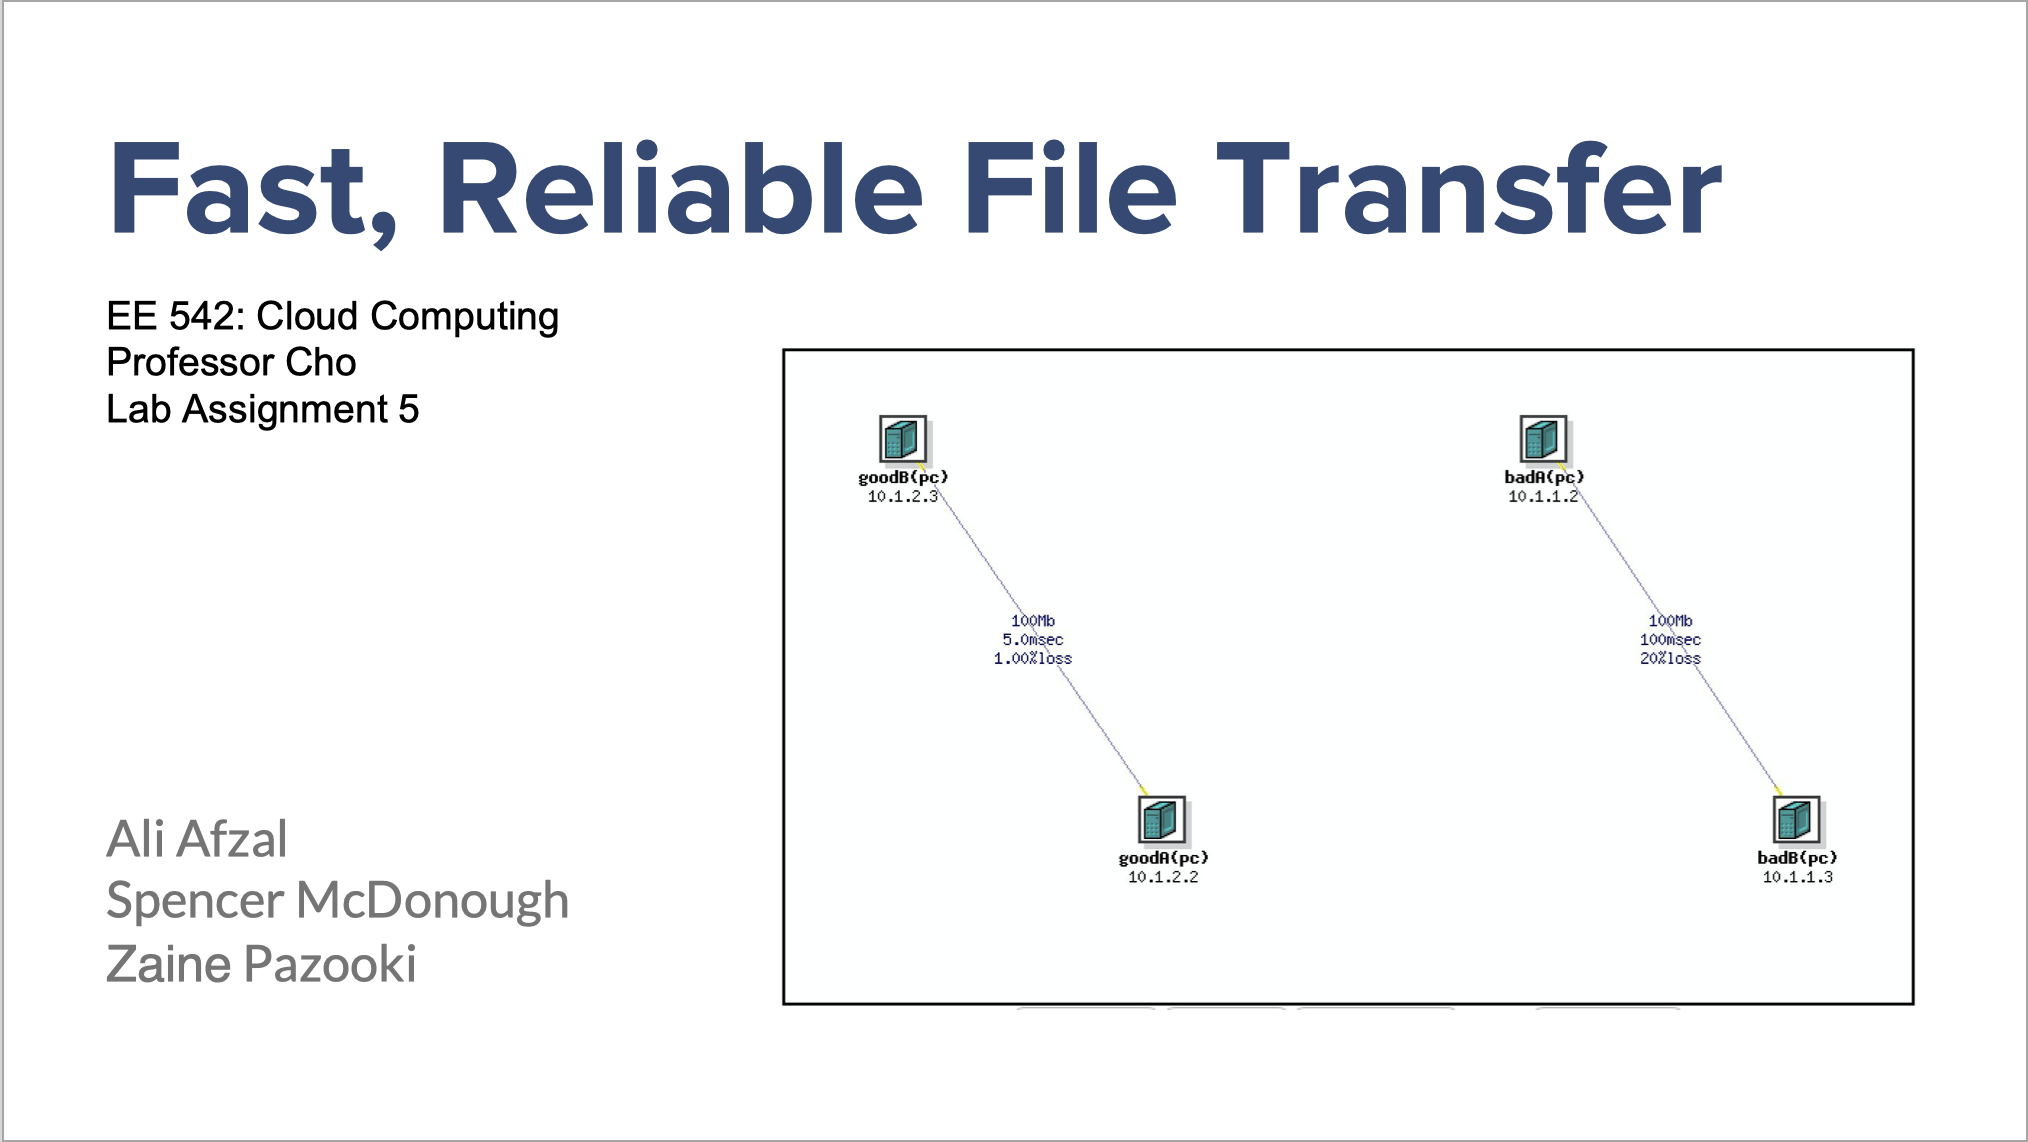 Fast, Reliable File Transfer
EE 542: Cloud Computing
Professor Cho
Lab Assignment 5
goodB(pc)
10.1.2.3
badA(pc)
10.1.1.2
100Mb
5.0msec
1.00%loss
100Mb
100msec
20%loss
goodA(pc)
10.1.2.2
badB(pc)
10.1.1.3
Ali Afzal
Spencer McDonough
Zaine Pazooki